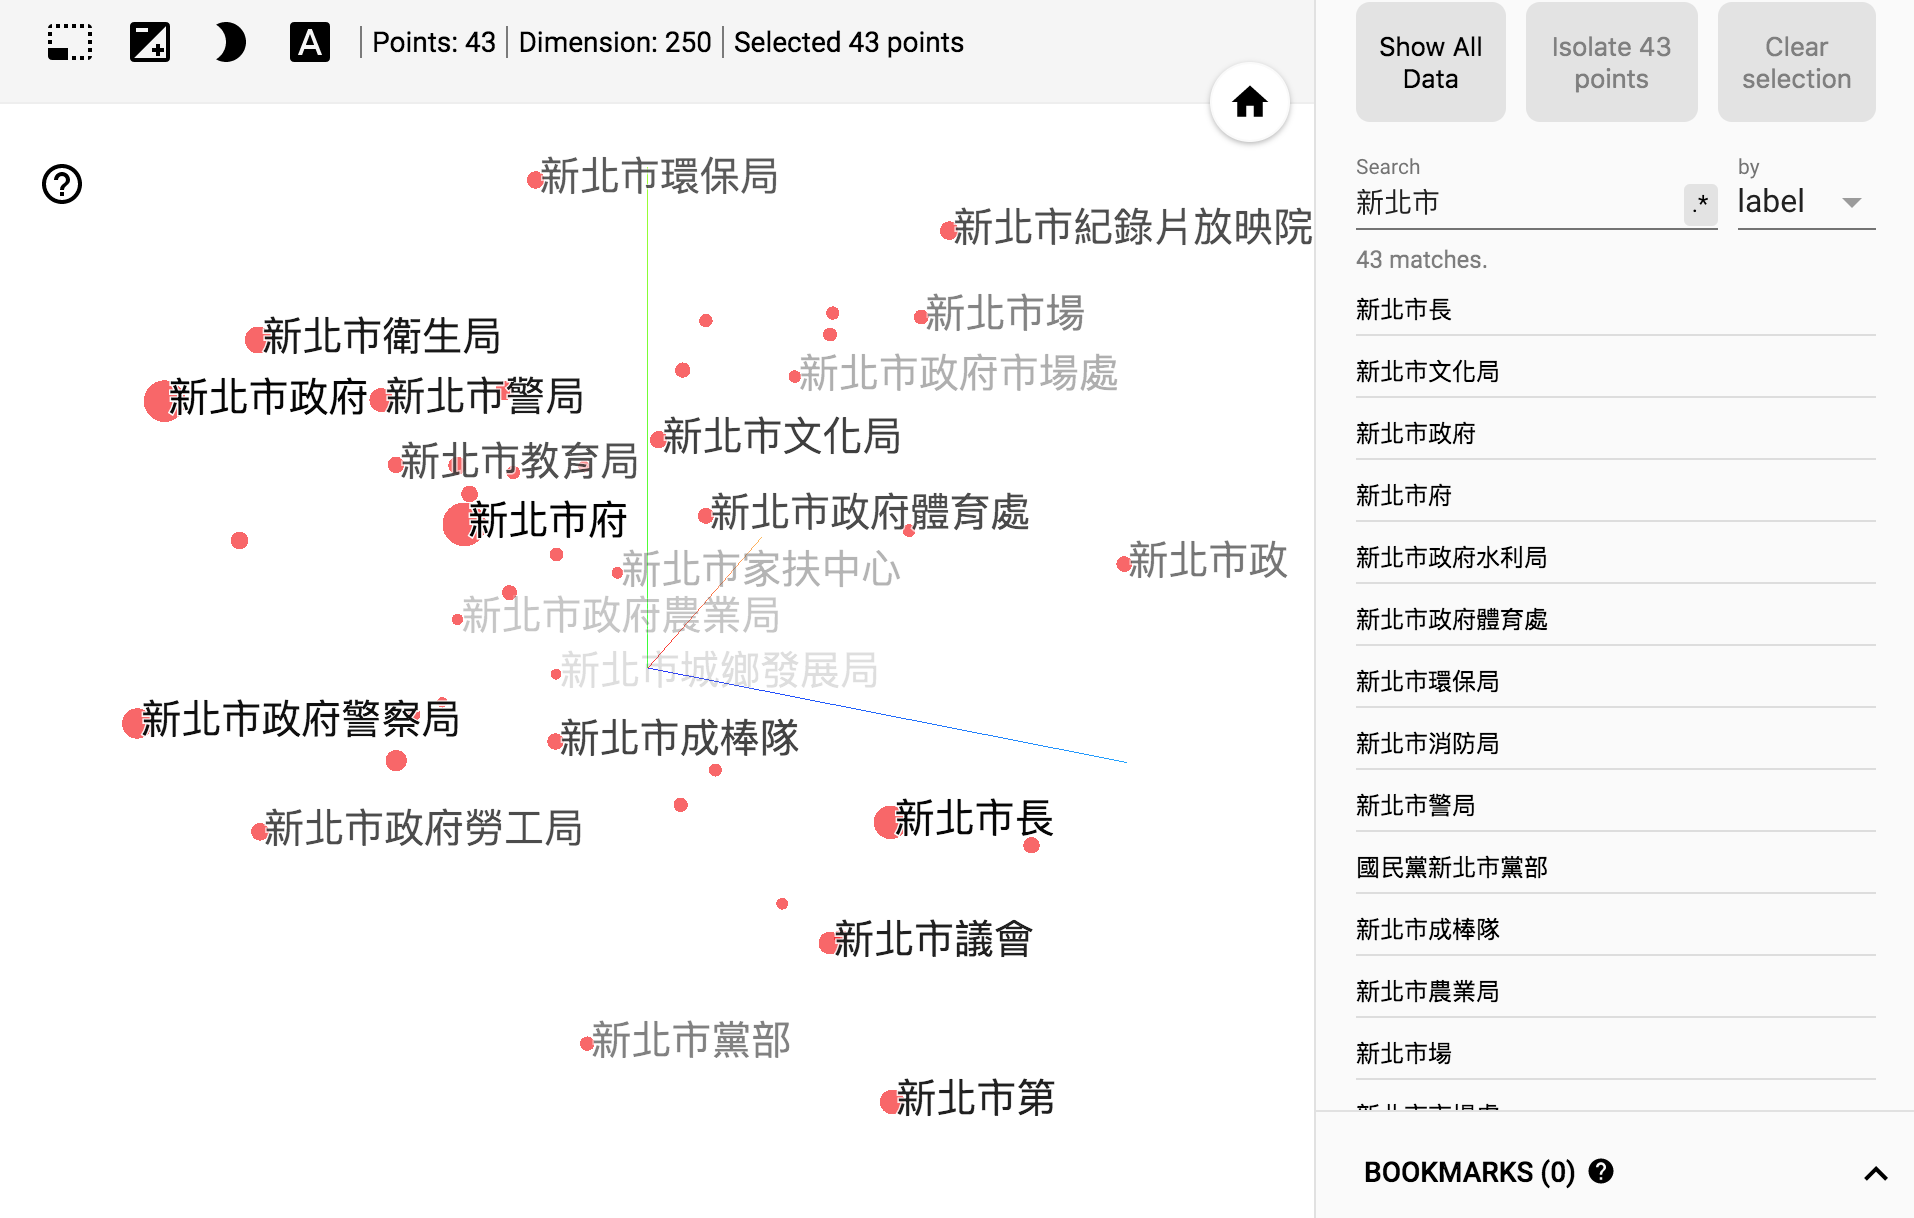 A
Points: 43 | Dimension: 250 | Selected 43 points
新北市環保局
新北市紀錄片放映院
新北市場
新北市衛生局
新北市政府市場處
新北市政府
新北市警局
新北市文化局
新北市教育局
新北市政府體育處
新北市府
新北市政
新北市家扶中心
新北市政府農業局
新北市城鄉發展局
新北市政府警察局
新北市成棒隊
新北市長
新北市政府勞工局
新北市議會
新北市黨部
新北市第
Show All
Data
Isolate 43
points
Clear
selection
Search
by
新北市
.*
label
43 matches.
新北市長
新北市文化局
新北市政府
新北市府
新北市政府水利局
新北市政府體育處
新北市環保局
新北市消防局
新北市警局
國民黨新北市黨部
新北市成棒隊
新北市農業局
新北市場
BOOKMARKS (0)